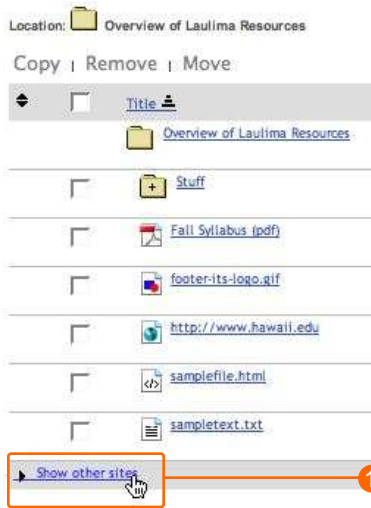 Location: Overview of Laulima Resources
Copy | Remove | Move
Title
Overview of Laulima Resources
Stuff
Fall Syllabus (pdf)
footer-its-logo.gif
http://www.hawaii.edu
samplefile.html
sampletext.txt
Show other sites
1